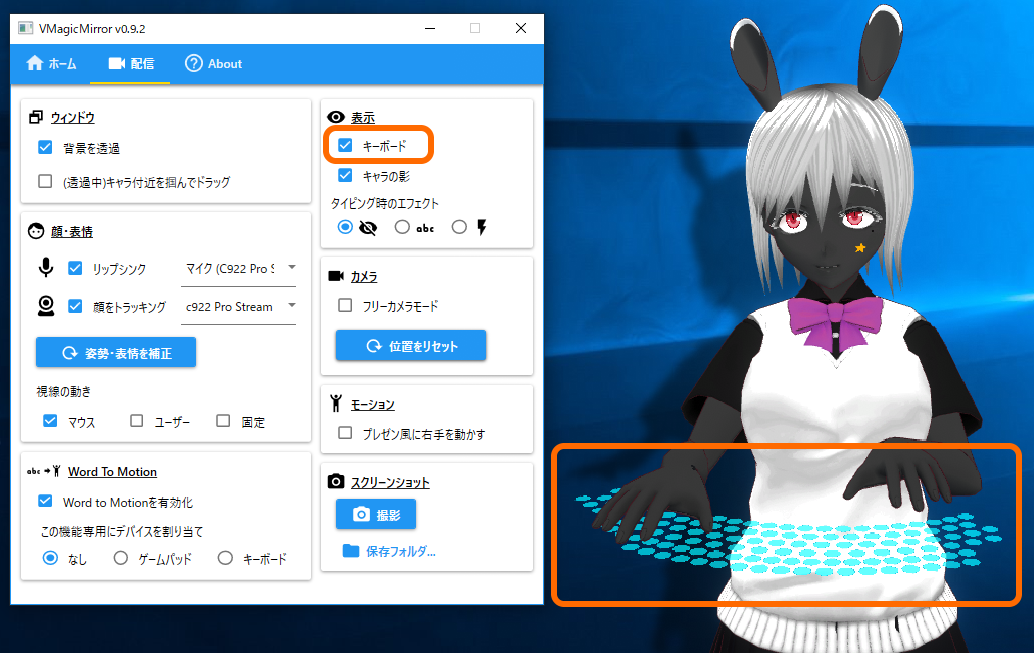 VMagicMirror v0.9.2
ホーム
配信
About
ウィンドウ
背景を透過
(透過中)キャラ付近を掴んでドラッグ
顔・表情
リップシンク
マイク (C922 Pro S
顔をトラッキング
c922 Pro Stream
姿勢・表情を補正
視線の動き
マウス
ユーザー
固定
abc
Word To Motion
Word to Motionを有効化
この機能専用にデバイスを割り当て
なし
ゲームパッド
キーボード
表示
キーボード
キャラの影
タイピング時のエフェクト
abc
カメラ
フリーカメラモード
位置をリセット
モーション
プレゼン風に右手を動かす
スクリーンショット
撮影
保存フォルダ...